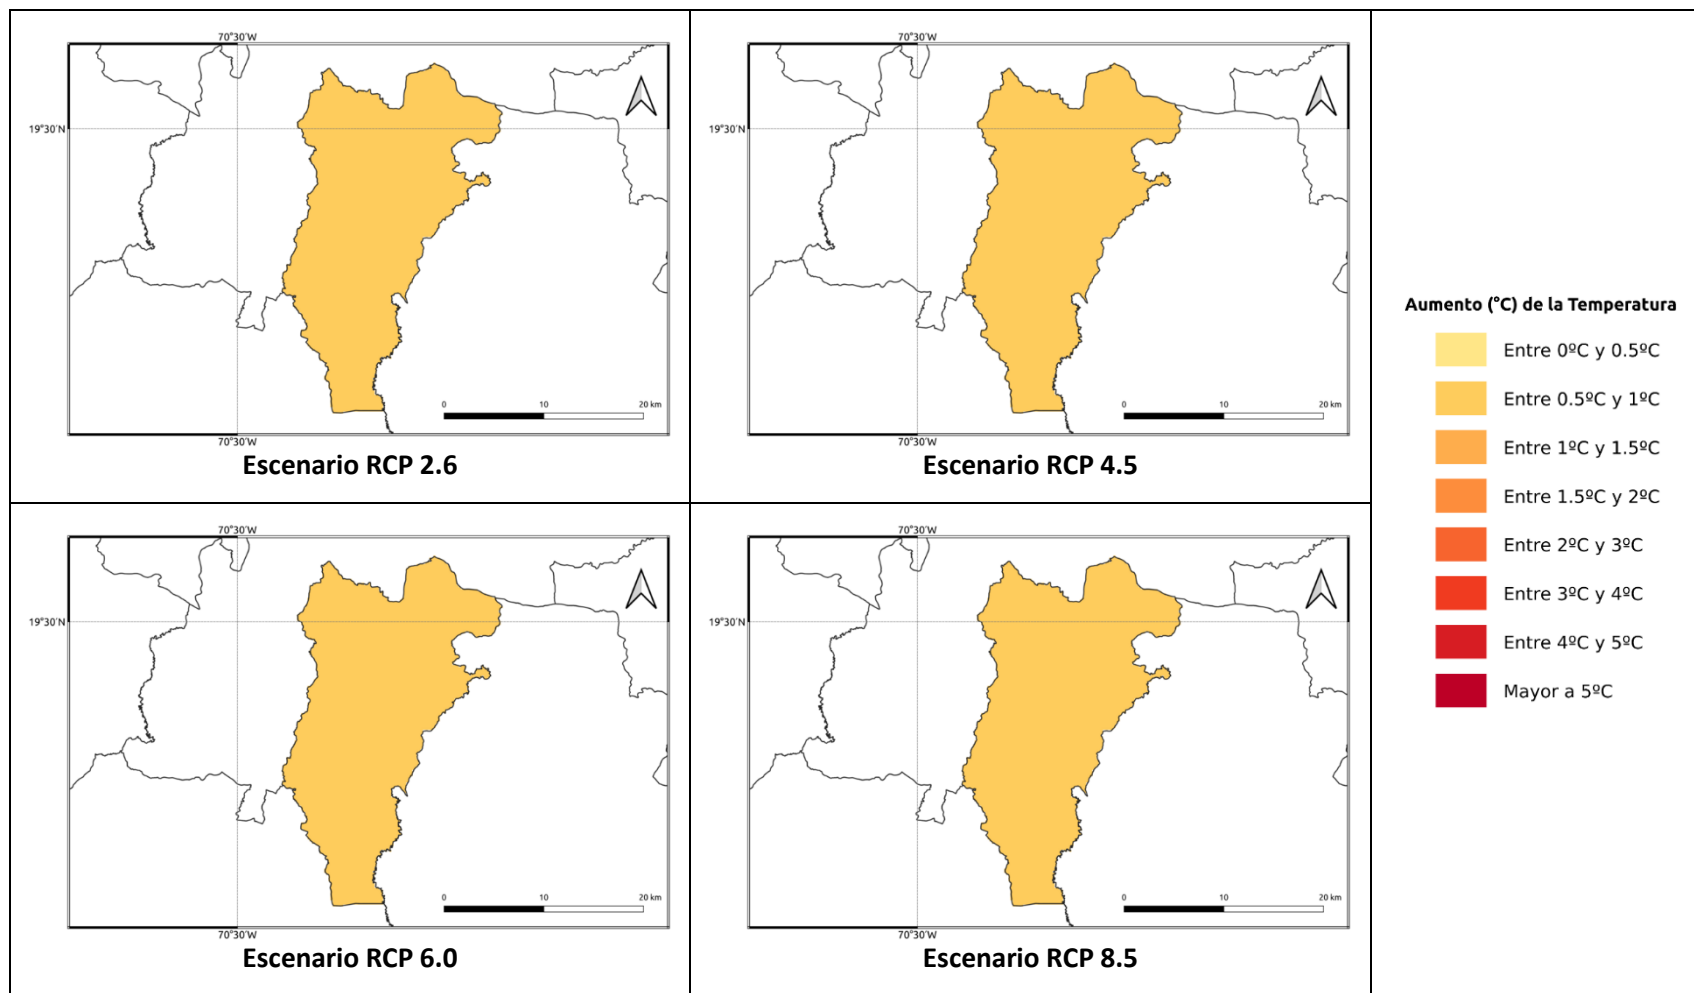 70°30'W
19°30'N
0 10 20 km
70°30'W
Escenario RCP 2.6
70°30'W
19°30'N
0 10 20 km
70°30'W
Escenario RCP 4.5
70°30'W
19°30'N
0 10 20 km
70°30'W
Escenario RCP 6.0
70°30'W
19°30'N
0 10 20 km
70°30'W
Escenario RCP 8.5
Aumento (°C) de la Temperatura
Entre 0ºC y 0.5ºC
Entre 0.5ºC y 1ºC
Entre 1ºC y 1.5ºC
Entre 1.5ºC y 2ºC
Entre 2ºC y 3ºC
Entre 3ºC y 4ºC
Entre 4ºC y 5ºC
Mayor a 5ºC